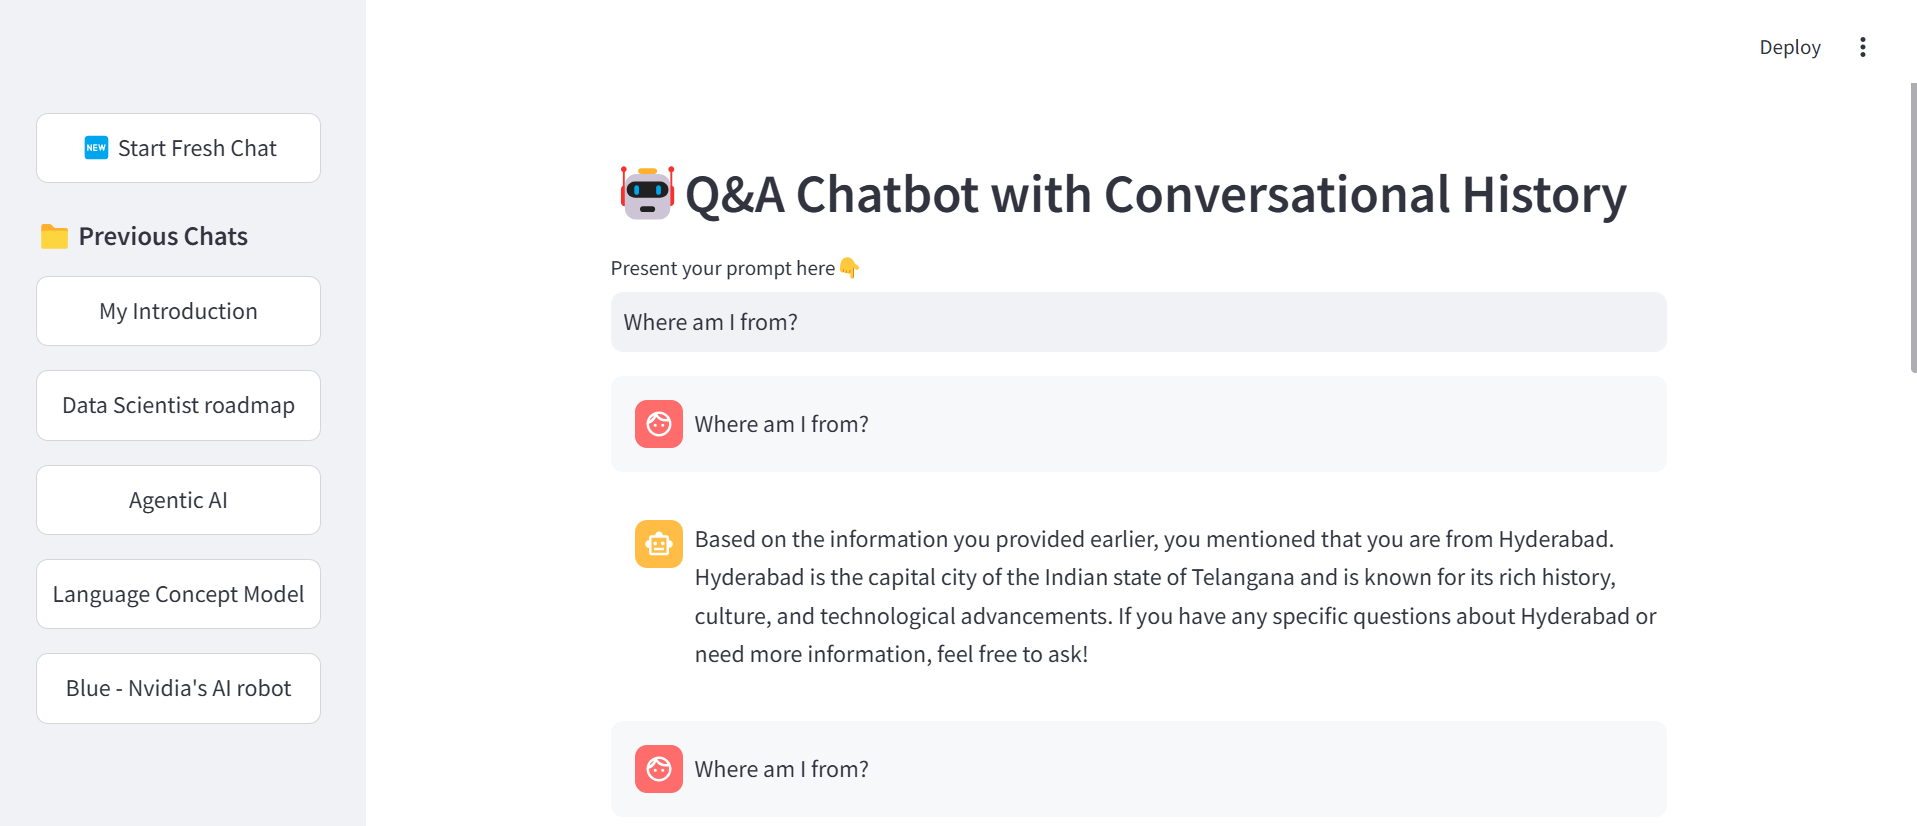 Deploy
NEW Start Fresh Chat
Previous Chats
My Introduction
Data Scientist roadmap
Agentic AI
Language Concept Model
Blue - Nvidia's AI robot
Q&A Chatbot with Conversational History
Present your prompt here
Where am I from?
Where am I from?
Based on the information you provided earlier, you mentioned that you are from Hyderabad.
Hyderabad is the capital city of the Indian state of Telangana and is known for its rich history,
culture, and technological advancements. If you have any specific questions about Hyderabad or
need more information, feel free to ask!
Where am I from?